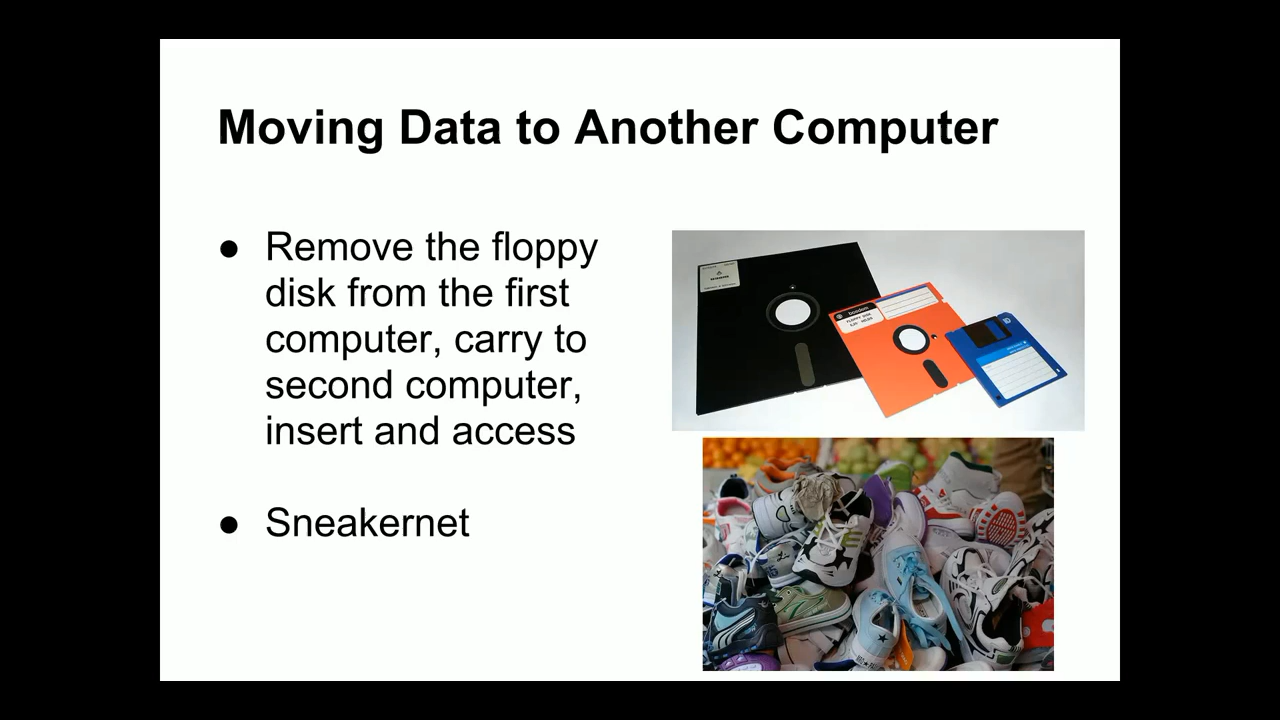 Moving Data to Another Computer
● Remove the floppy
disk from the first
computer, carry to
second computer,
insert and access
● Sneakernet